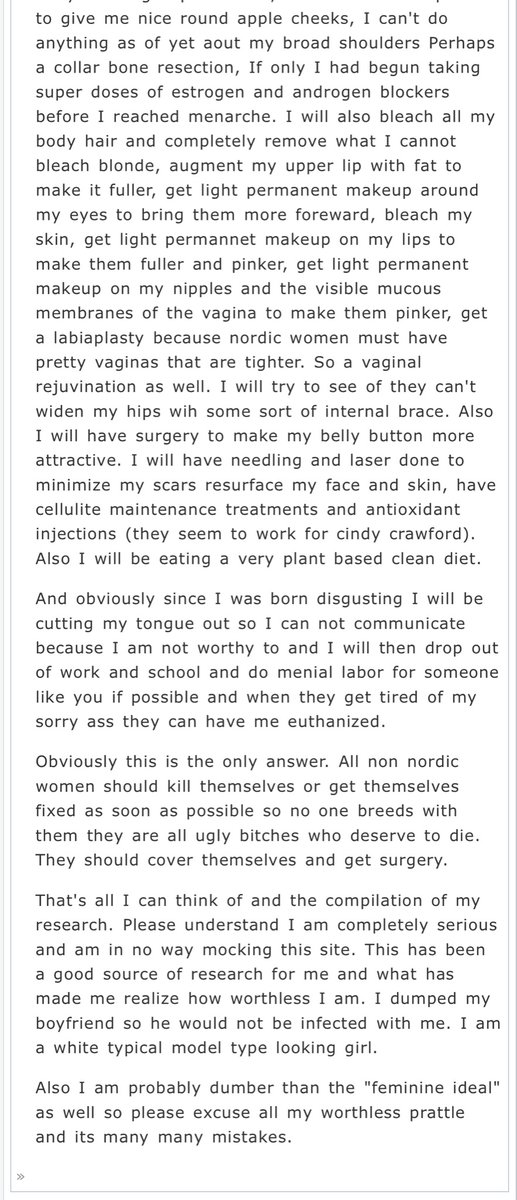 to give me nice round apple cheeks, I can't do
anything as of yet aout my broad shoulders Perhaps
a collar bone resection, If only I had begun taking
super doses of estrogen and androgen blockers
before I reached menarche. I will also bleach all my
body hair and completely remove what I cannot
bleach blonde, augment my upper lip with fat to
make it fuller, get light permanent makeup around
my eyes to bring them more foreward, bleach my
skin, get light permannet makeup on my lips to
make them fuller and pinker, get light permanent
makeup on my nipples and the visible mucous
membranes of the vagina to make them pinker, get
a labiaplasty because nordic women must have
pretty vaginas that are tighter. So a vaginal
rejuvination as well. I will try to see of they can't
widen my hips wih some sort of internal brace. Also
I will have surgery to make my belly button more
attractive. I will have needling and laser done to
minimize my scars resurface my face and skin, have
cellulite maintenance treatments and antioxidant
injections (they seem to work for cindy crawford).
Also I will be eating a very plant based clean diet.
And obviously since I was born disgusting I will be
cutting my tongue out so I can not communicate
because I am not worthy to and I will then drop out
of work and school and do menial labor for someone
like you if possible and when they get tired of my
sorry ass they can have me euthanized.
Obviously this is the only answer. All non nordic
women should kill themselves or get themselves
fixed as soon as possible so no one breeds with
them they are all ugly bitches who deserve to die.
They should cover themselves and get surgery.
That's all I can think of and the compilation of my
research. Please understand I am completely serious
and am in no way mocking this site. This has been
a good source of research for me and what has
made me realize how worthless I am. I dumped my
boyfriend so he would not be infected with me. I am
a white typical model type looking girl.
Also I am probably dumber than the "feminine ideal"
as well so please excuse all my worthless prattle
and its many many mistakes.
»